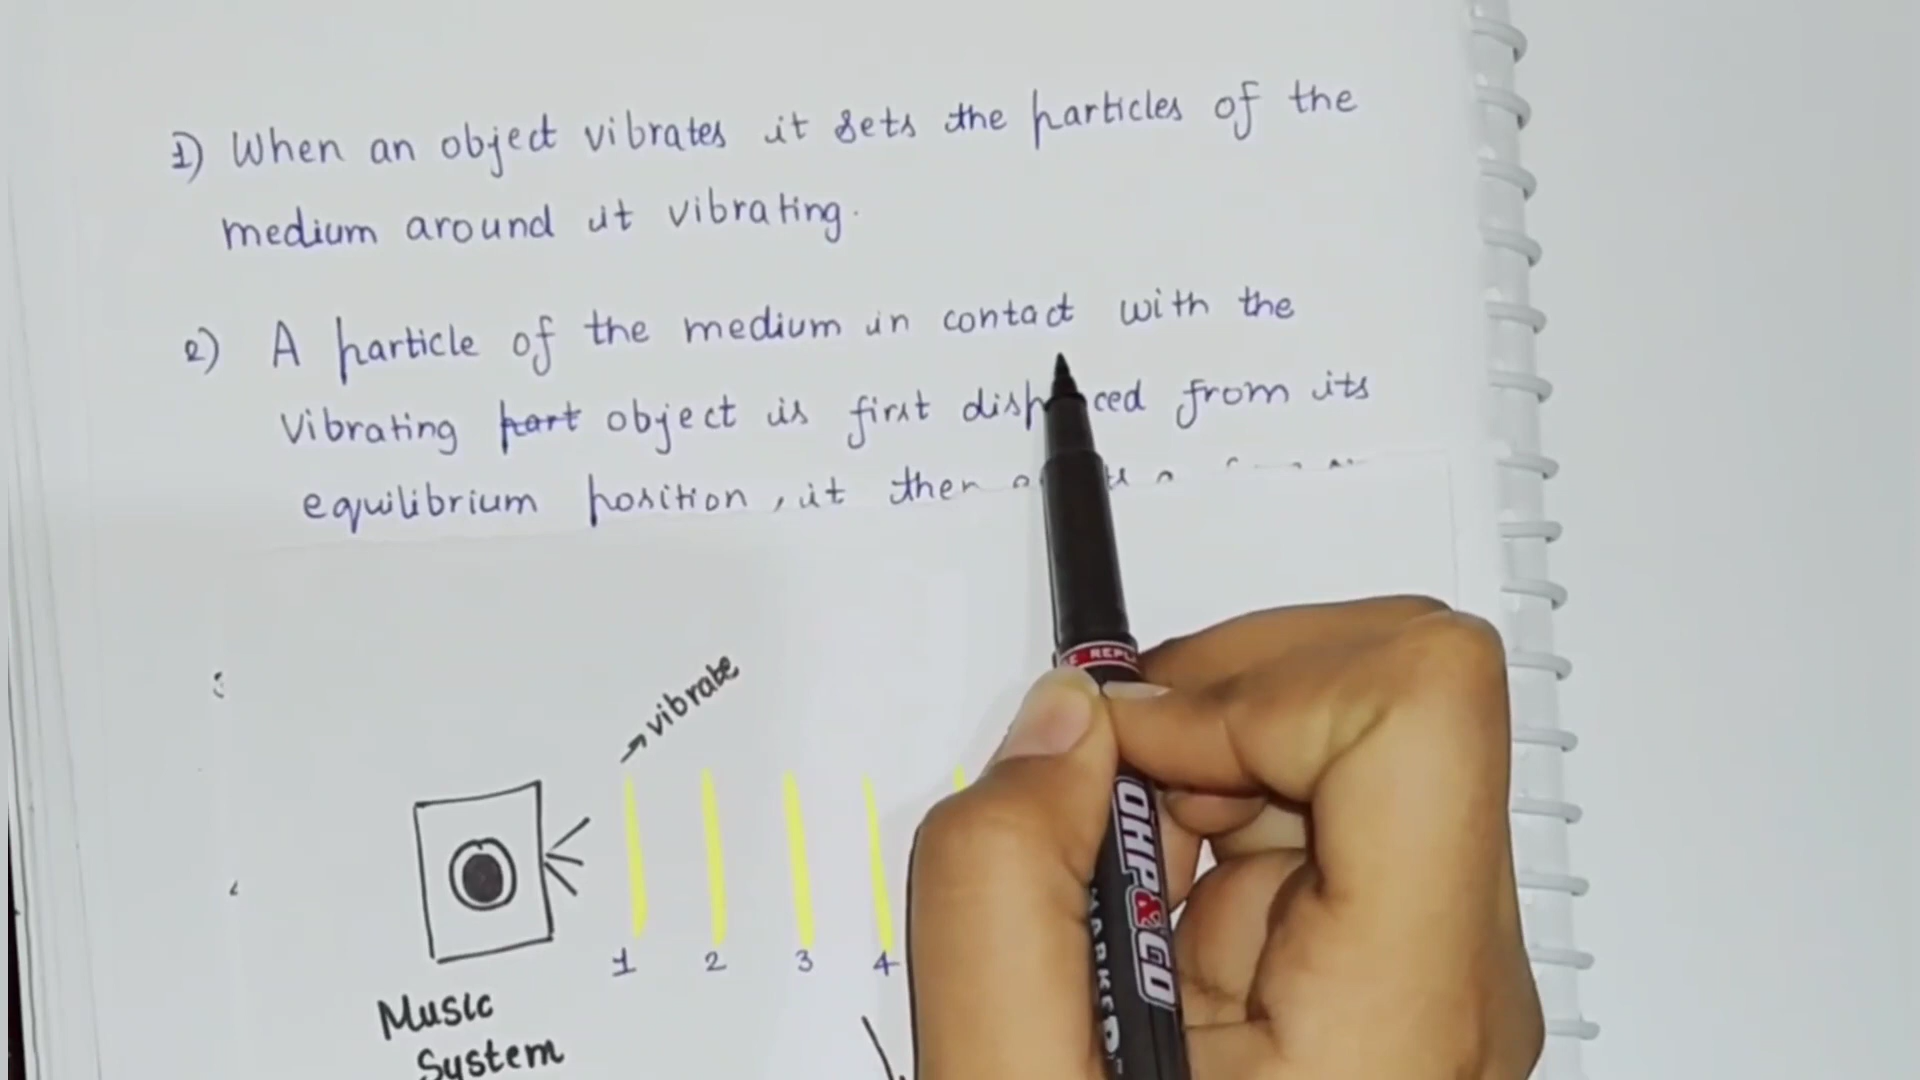 1) When an object vibrates it sets the particles of the
medium around it vibrating.
2) A particle of the medium in contact with the
vibrating part object is first displaced from its
equilibrium position, it then
→ vibrate
1 2 3 4
Music
System
OHP&CD
MARKER